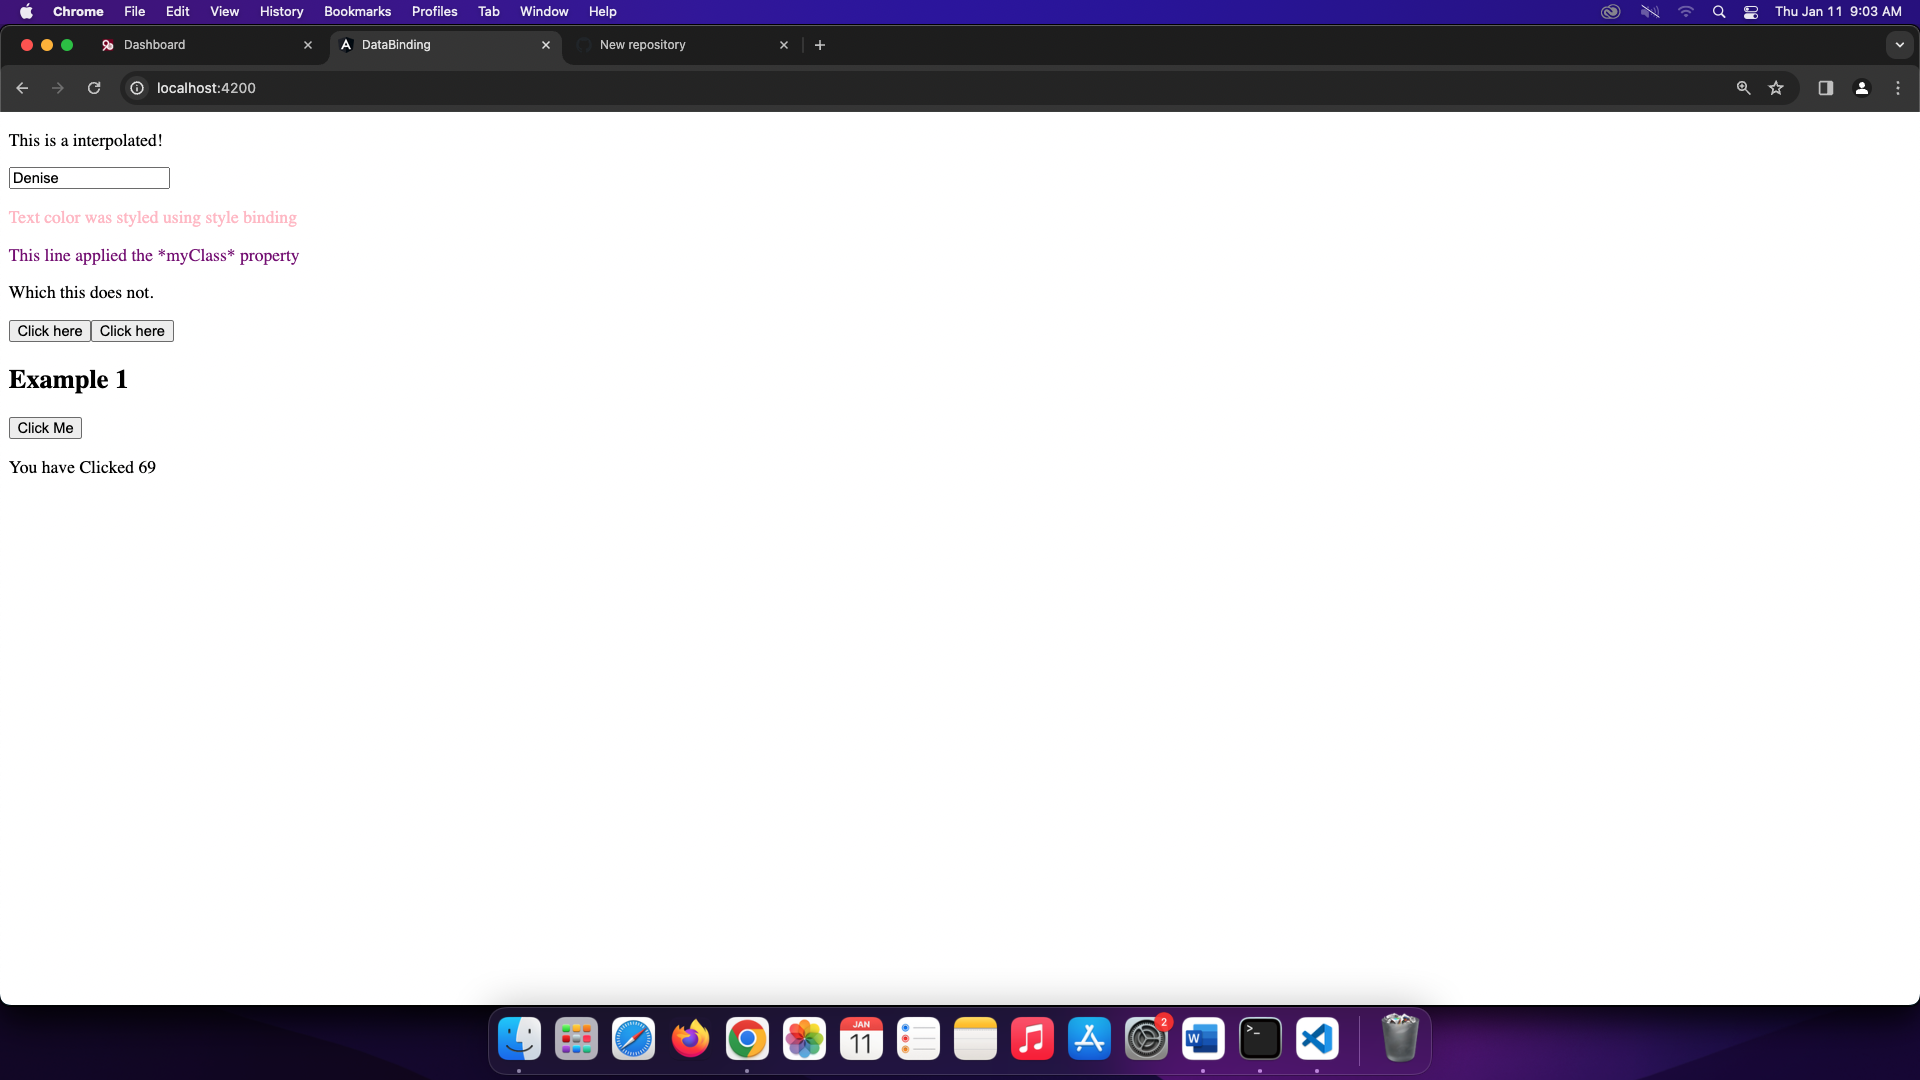 Chrome File Edit View History Bookmarks Profiles Tab Window Help Thu Jan 11 9:03 AM
Dashboard DataBinding New repository
localhost:4200
This is a interpolated!
Denise
Text color was styled using style binding
This line applied the *myClass* property
Which this does not.
Click here Click here
Example 1
Click Me
You have Clicked 69
JAN
11
2
W
>_